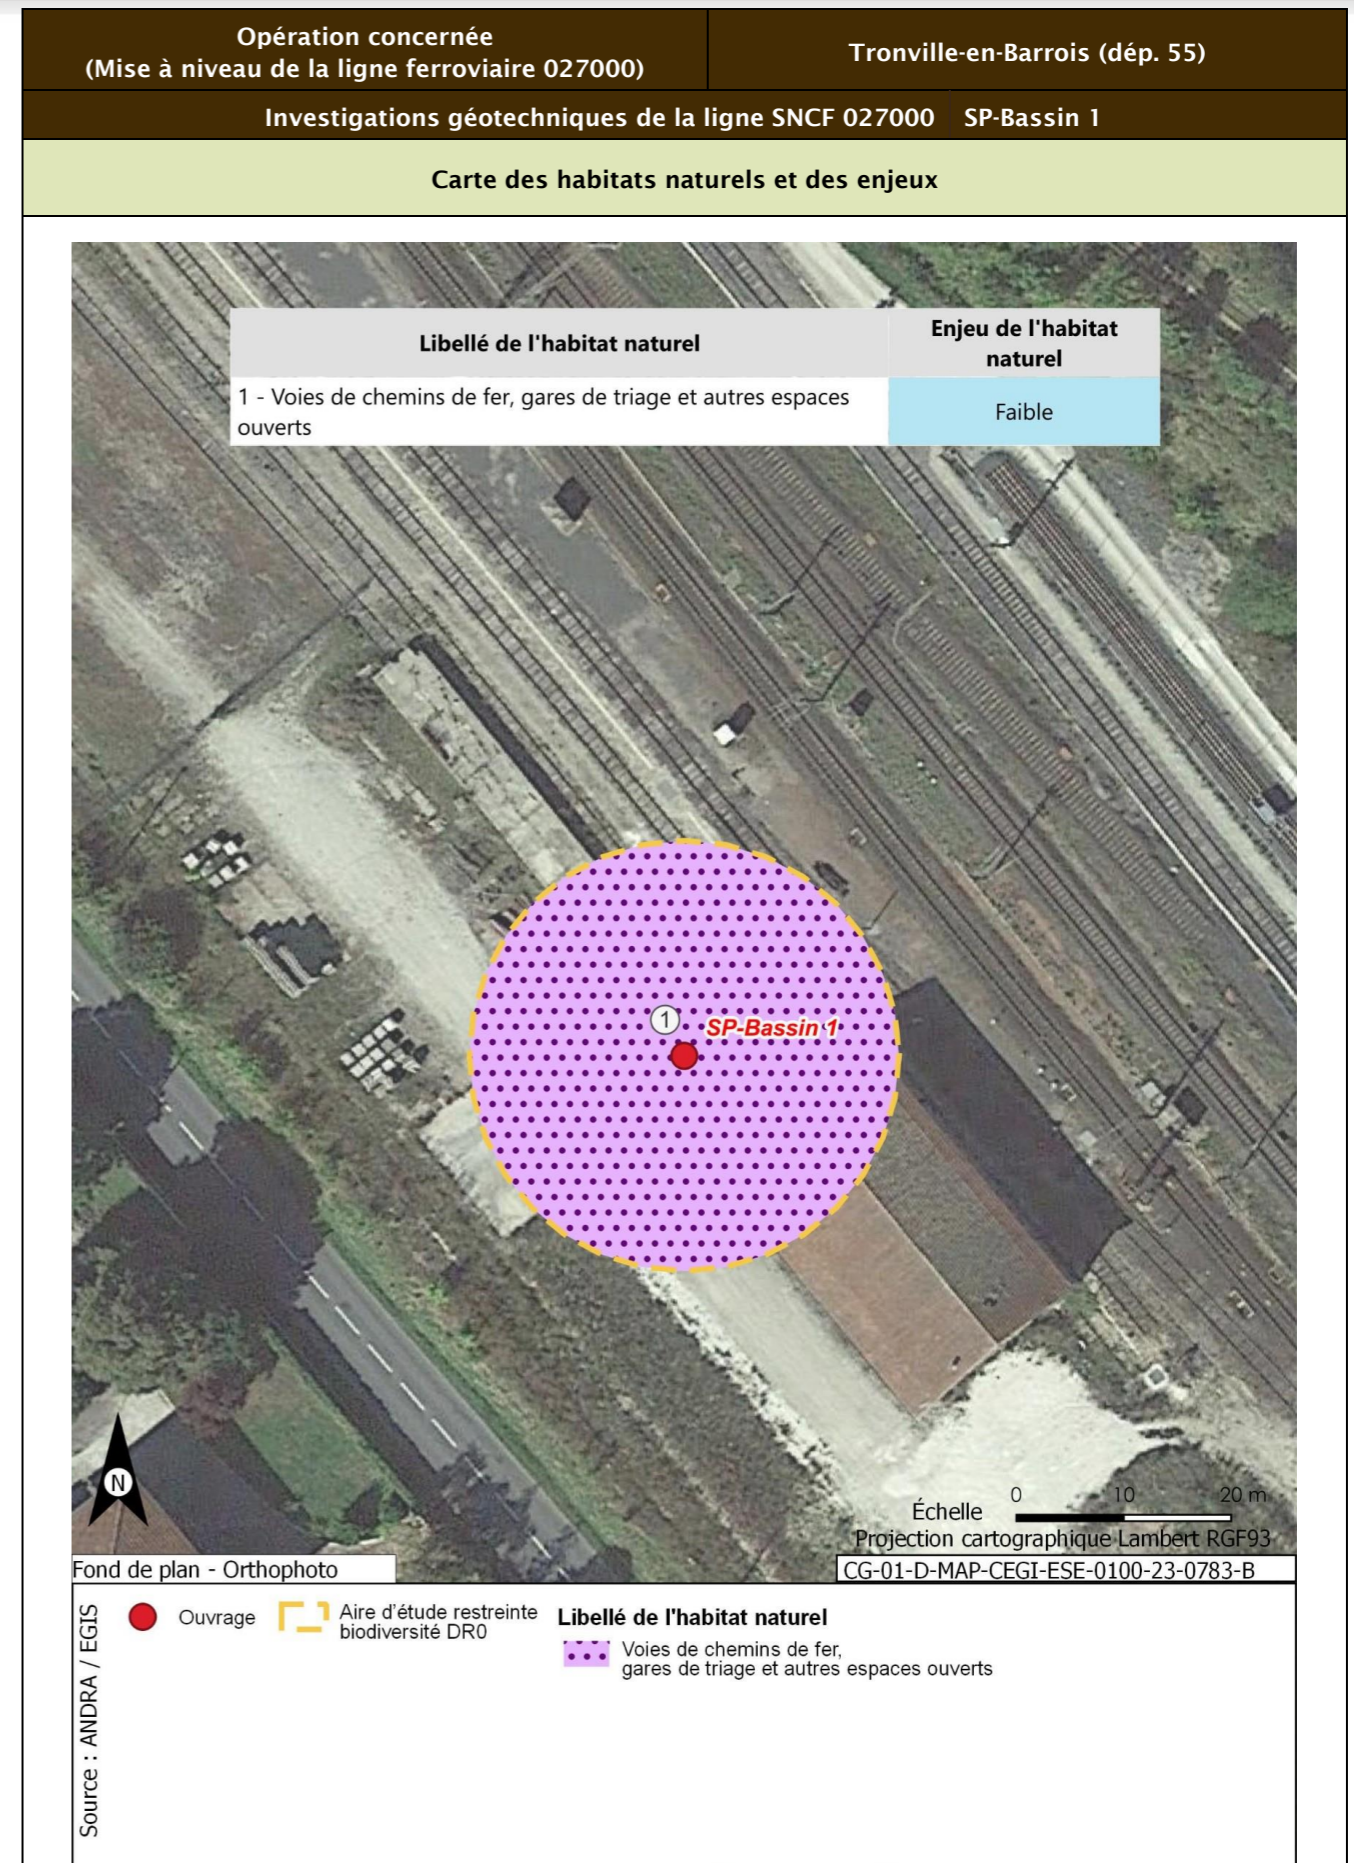 Opération concernée
(Mise à niveau de la ligne ferroviaire 027000)
Tronville-en-Barrois (dép. 55)
Investigations géotechniques de la ligne SNCF 027000 SP-Bassin 1
Carte des habitats naturels et des enjeux
Libellé de l'habitat naturel
Enjeu de l'habitat
naturel
1 - Voies de chemins de fer, gares de triage et autres espaces
ouverts
Faible
1
SP-Bassin 1
N
Échelle
0 10 20 m
Projection cartographique Lambert RGF93
Fond de plan - Orthophoto
CG-01-D-MAP-CEGI-ESE-0100-23-0783-B
Source : ANDRA / EGIS
Ouvrage
Aire d'étude restreinte
biodiversité DR0
Libellé de l'habitat naturel
Voies de chemins de fer,
gares de triage et autres espaces ouverts